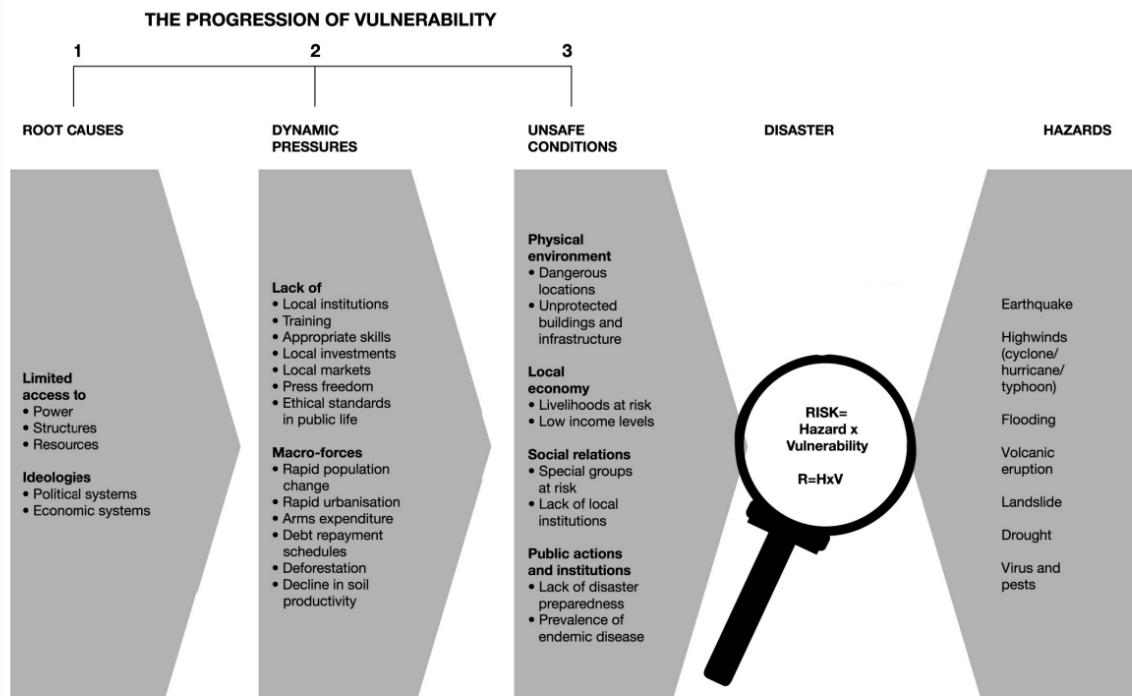 THE PROGRESSION OF VULNERABILITY
1
2
3
ROOT CAUSES
Limited
access to
• Power
• Structures
• Resources
Ideologies
• Political systems
• Economic systems
DYNAMIC
PRESSURES
Lack of
• Local institutions
• Training
• Appropriate skills
• Local investments
• Local markets
• Press freedom
• Ethical standards
in public life
Macro-forces
• Rapid population
change
• Rapid urbanisation
• Arms expenditure
• Debt repayment
schedules
• Deforestation
• Decline in soil
productivity
UNSAFE
CONDITIONS
Physical
environment
• Dangerous
locations
• Unprotected
buildings and
infrastructure
Local
economy
• Livelihoods at risk
• Low income levels
Social relations
• Special groups
at risk
• Lack of local
institutions
Public actions
and institutions
• Lack of disaster
preparedness
• Prevalence of
endemic disease
DISASTER
RISK=
Hazard x
Vulnerability
R=HxV
HAZARDS
Earthquake
Highwinds
(cyclone/
hurricane/
typhoon)
Flooding
Volcanic
eruption
Landslide
Drought
Virus and
pests